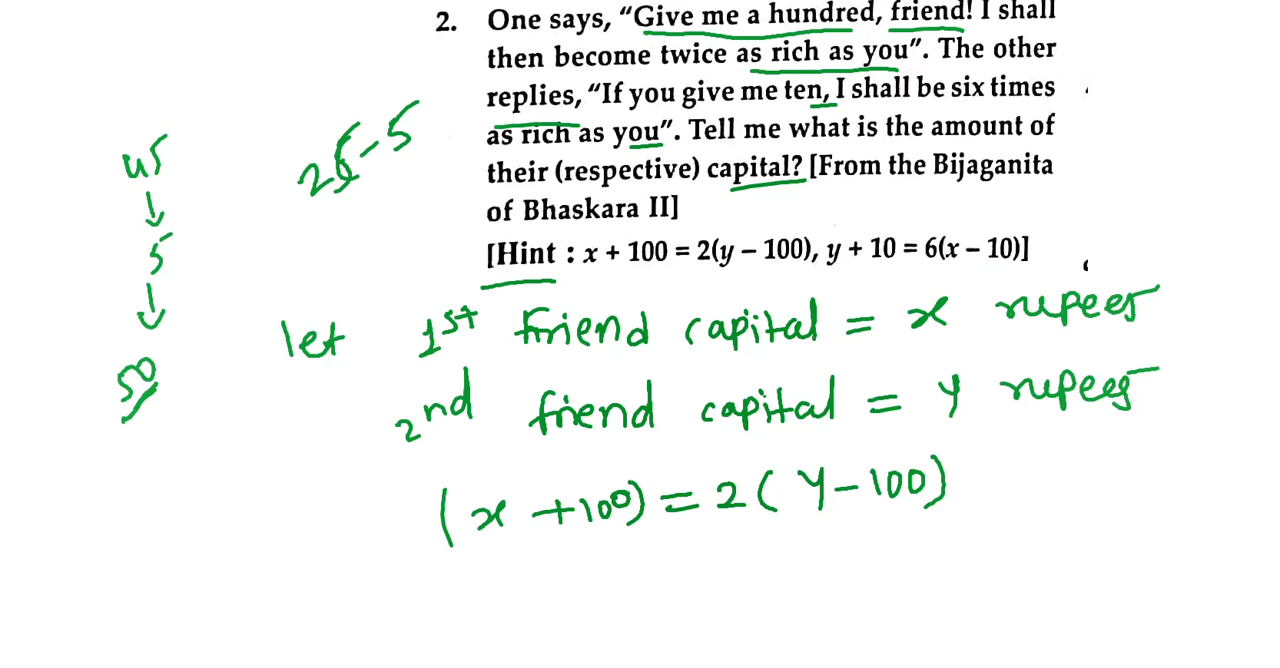 2. One says, “Give me a hundred, friend! I shall
then become twice as rich as you”. The other
replies, “If you give me ten, I shall be six times
as rich as you”. Tell me what is the amount of
their (respective) capital? [From the Bijaganita
of Bhaskara II]
[Hint : x + 100 = 2(y – 100), y + 10 = 6(x – 10)]
45
↓
5
↓
50
let 1st friend capital = x rupees
2nd friend capital = y rupees
(x + 100) = 2(y - 100)